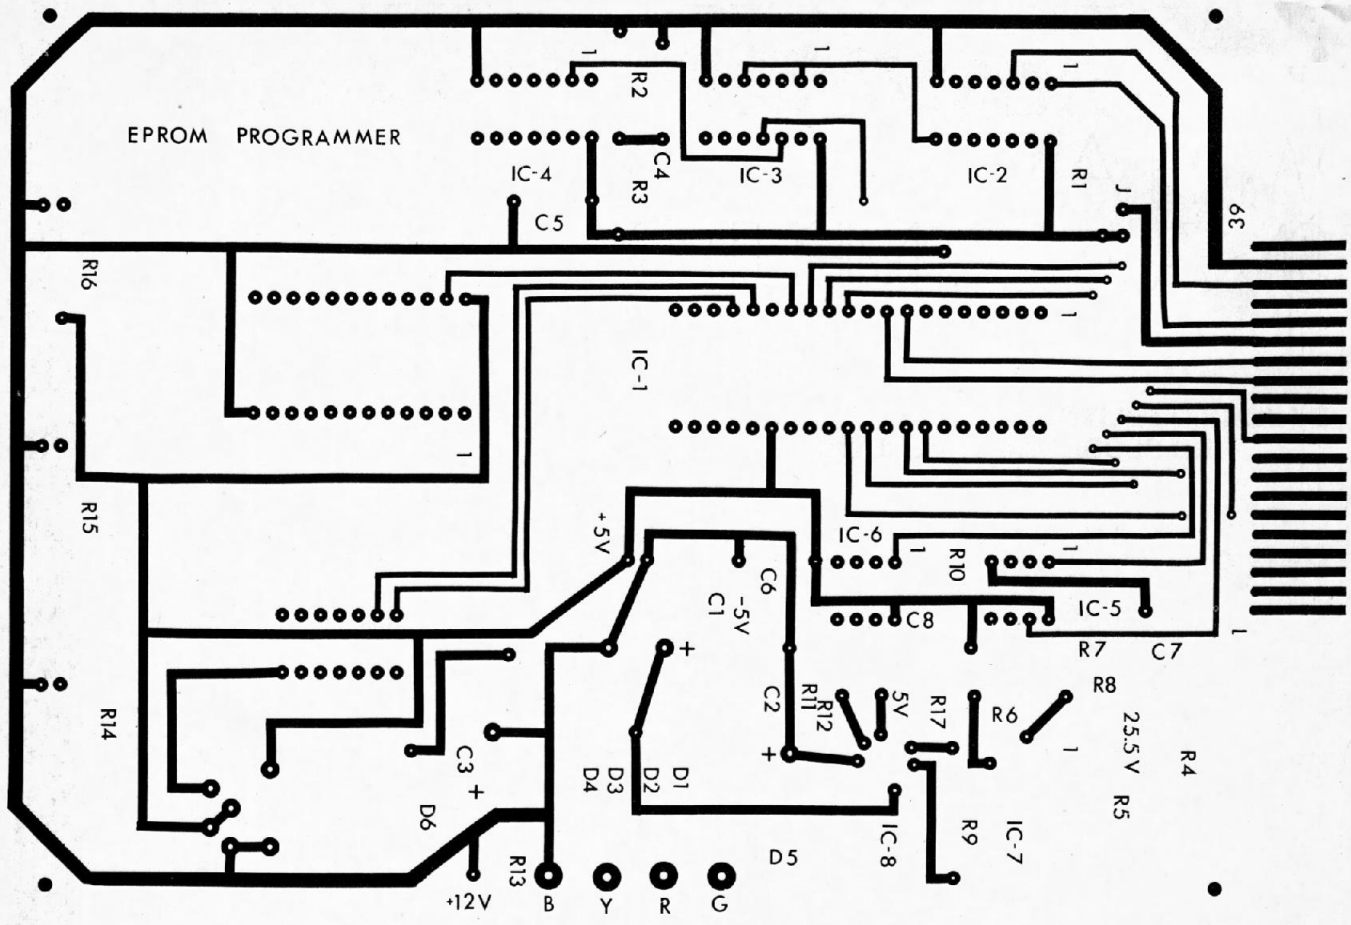 1
1
1
R2
EPROM PROGRAMMER
IC-4
C4
IC-3
IC-2
R1
J
R3
C5
39
R16
1
IC-1
1
R15
+5V
IC-6
1
R10
1
C6
-5V
C1
C8
IC-5
1
R7
C7
+
R14
C2
R11
R12
5V
R17
R6
R8
1
25.5V
R4
+
C3
+
D4
D3
D2
D1
R5
D6
IC-8
R9
IC-7
D5
R13
+12V
B
Y
R
G